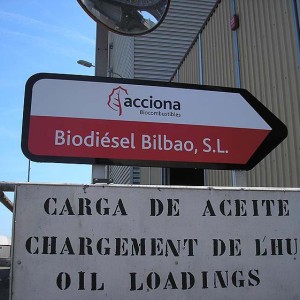 acciona
Biocombustibles
Biodiésel Bilbao, S.L.
CARGA DE ACEITE
CHARGEMENT DE L'HU
OIL LOADINGS